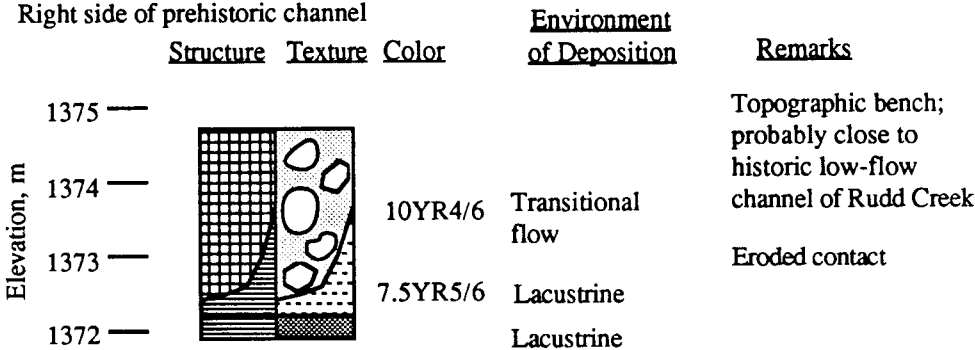 Right side of prehistoric channel
Structure Texture Color
Environment
of Deposition
Remarks
Elevation, m
1375
1374
1373
1372
10YR4/6
7.5YR5/6
Transitional
flow
Lacustrine
Lacustrine
Topographic bench;
probably close to
historic low-flow
channel of Rudd Creek
Eroded contact